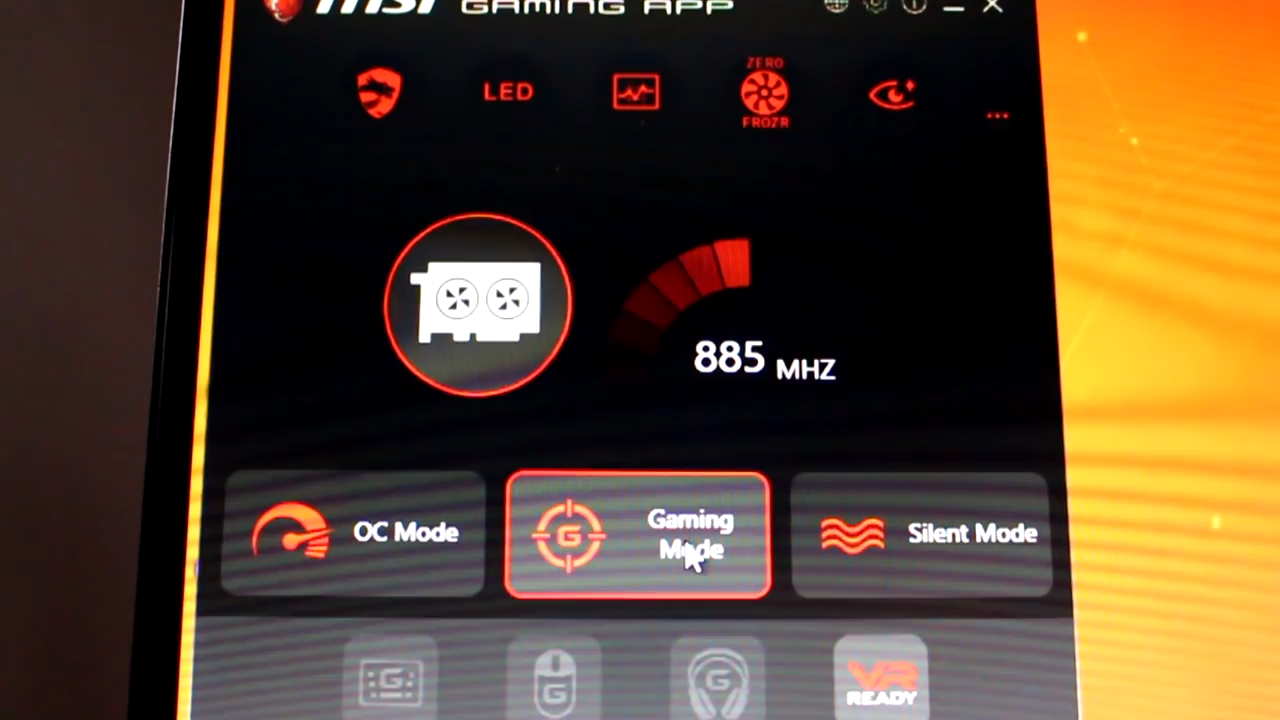 msi GAMING APP
LED
ZERO
FROZR
...
885 MHZ
OC Mode
G
Gaming
Mode
Silent Mode
G
G
G
VR
READY